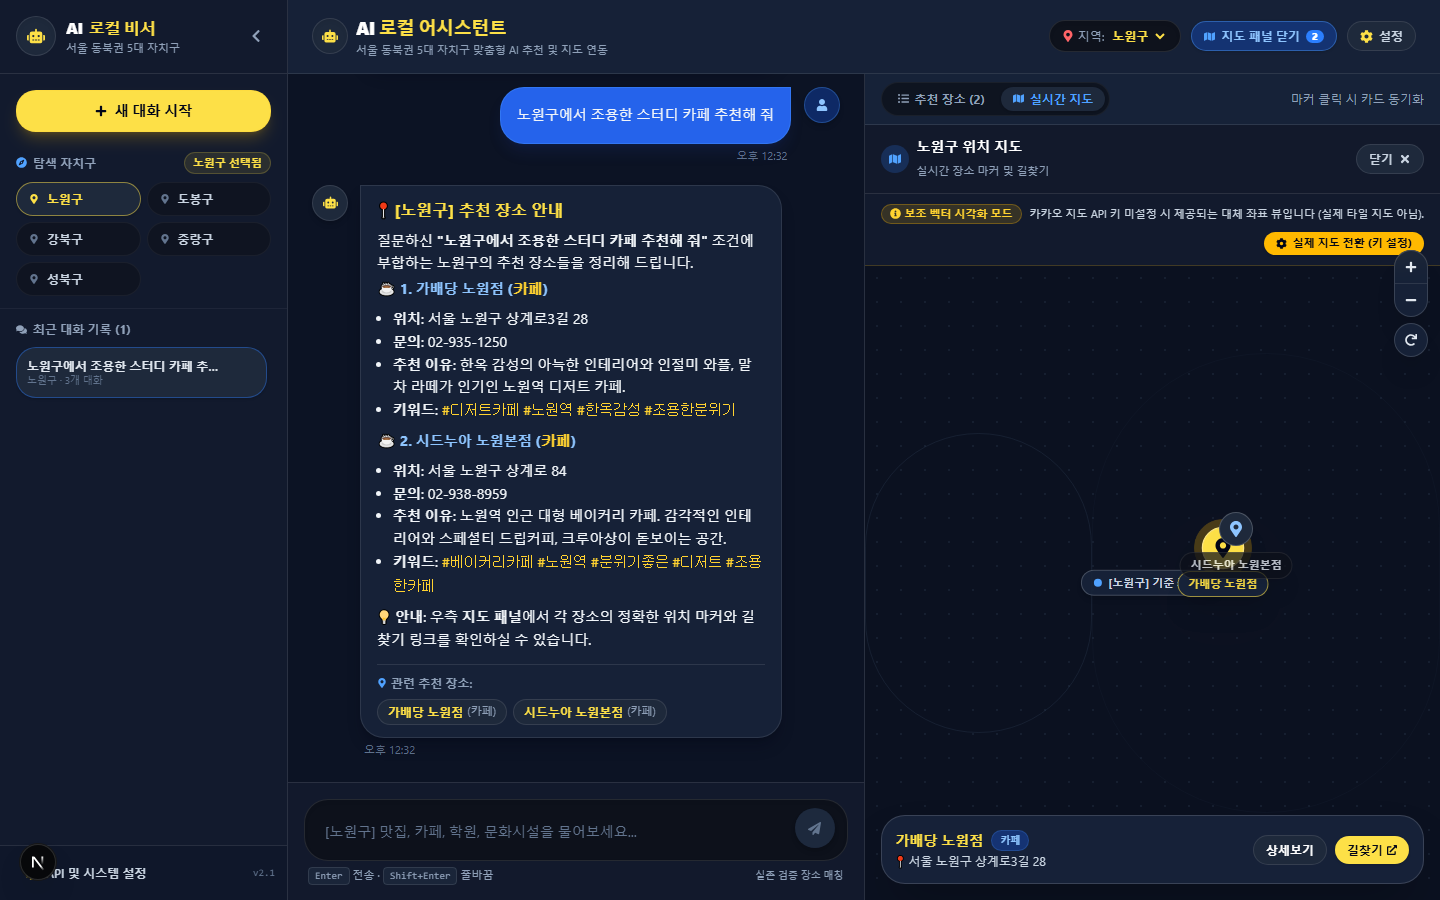 AI 로컬 비서
서울 동북권 5대 자치구
+ 새 대화 시작
탐색 자치구
노원구 선택됨
노원구
도봉구
강북구
중랑구
성북구
최근 대화 기록 (1)
노원구에서 조용한 스터디 카페 추...
노원구 · 3개 대화
N
API 및 시스템 설정
v2.1
AI 로컬 어시스턴트
서울 동북권 5대 자치구 맞춤형 AI 추천 및 지도 연동
지역: 노원구
지도 패널 닫기 2
설정
노원구에서 조용한 스터디 카페 추천해 줘
오후 12:32
[노원구] 추천 장소 안내
질문하신 "노원구에서 조용한 스터디 카페 추천해 줘" 조건에
부합하는 노원구의 추천 장소들을 정리해 드립니다.
1. 가배당 노원점 (카페)
• 위치: 서울 노원구 상계로3길 28
• 문의: 02-935-1250
• 추천 이유: 한옥 감성의 아늑한 인테리어와 인절미 와플, 말
차 라떼가 인기인 노원역 디저트 카페.
• 키워드: #디저트카페 #노원역 #한옥감성 #조용한분위기
2. 시드누아 노원본점 (카페)
• 위치: 서울 노원구 상계로 84
• 문의: 02-938-8959
• 추천 이유: 노원역 인근 대형 베이커리 카페. 감각적인 인테
리어와 스페셜티 드립커피, 크루아상이 돋보이는 공간.
• 키워드: #베이커리카페 #노원역 #분위기좋은 #디저트 #조용
한카페
안내: 우측 지도 패널에서 각 장소의 정확한 위치 마커와 길
찾기 링크를 확인하실 수 있습니다.
관련 추천 장소:
가배당 노원점 (카페)
시드누아 노원본점 (카페)
오후 12:32
[노원구] 맛집, 카페, 학원, 문화시설을 물어보세요...
Enter 전송 · Shift+Enter 줄바꿈
실존 검증 장소 매칭
추천 장소 (2)
실시간 지도
마커 클릭 시 카드 동기화
노원구 위치 지도
실시간 장소 마커 및 길찾기
닫기 ✕
보조 벡터 시각화 모드
카카오 지도 API 키 미설정 시 제공되는 대체 좌표 뷰입니다 (실제 타일 지도 아님).
실제 지도 전환 (키 설정)
+
−
시드누아 노원본점
[노원구] 기준
가배당 노원점
가배당 노원점 카페
서울 노원구 상계로3길 28
상세보기
길찾기